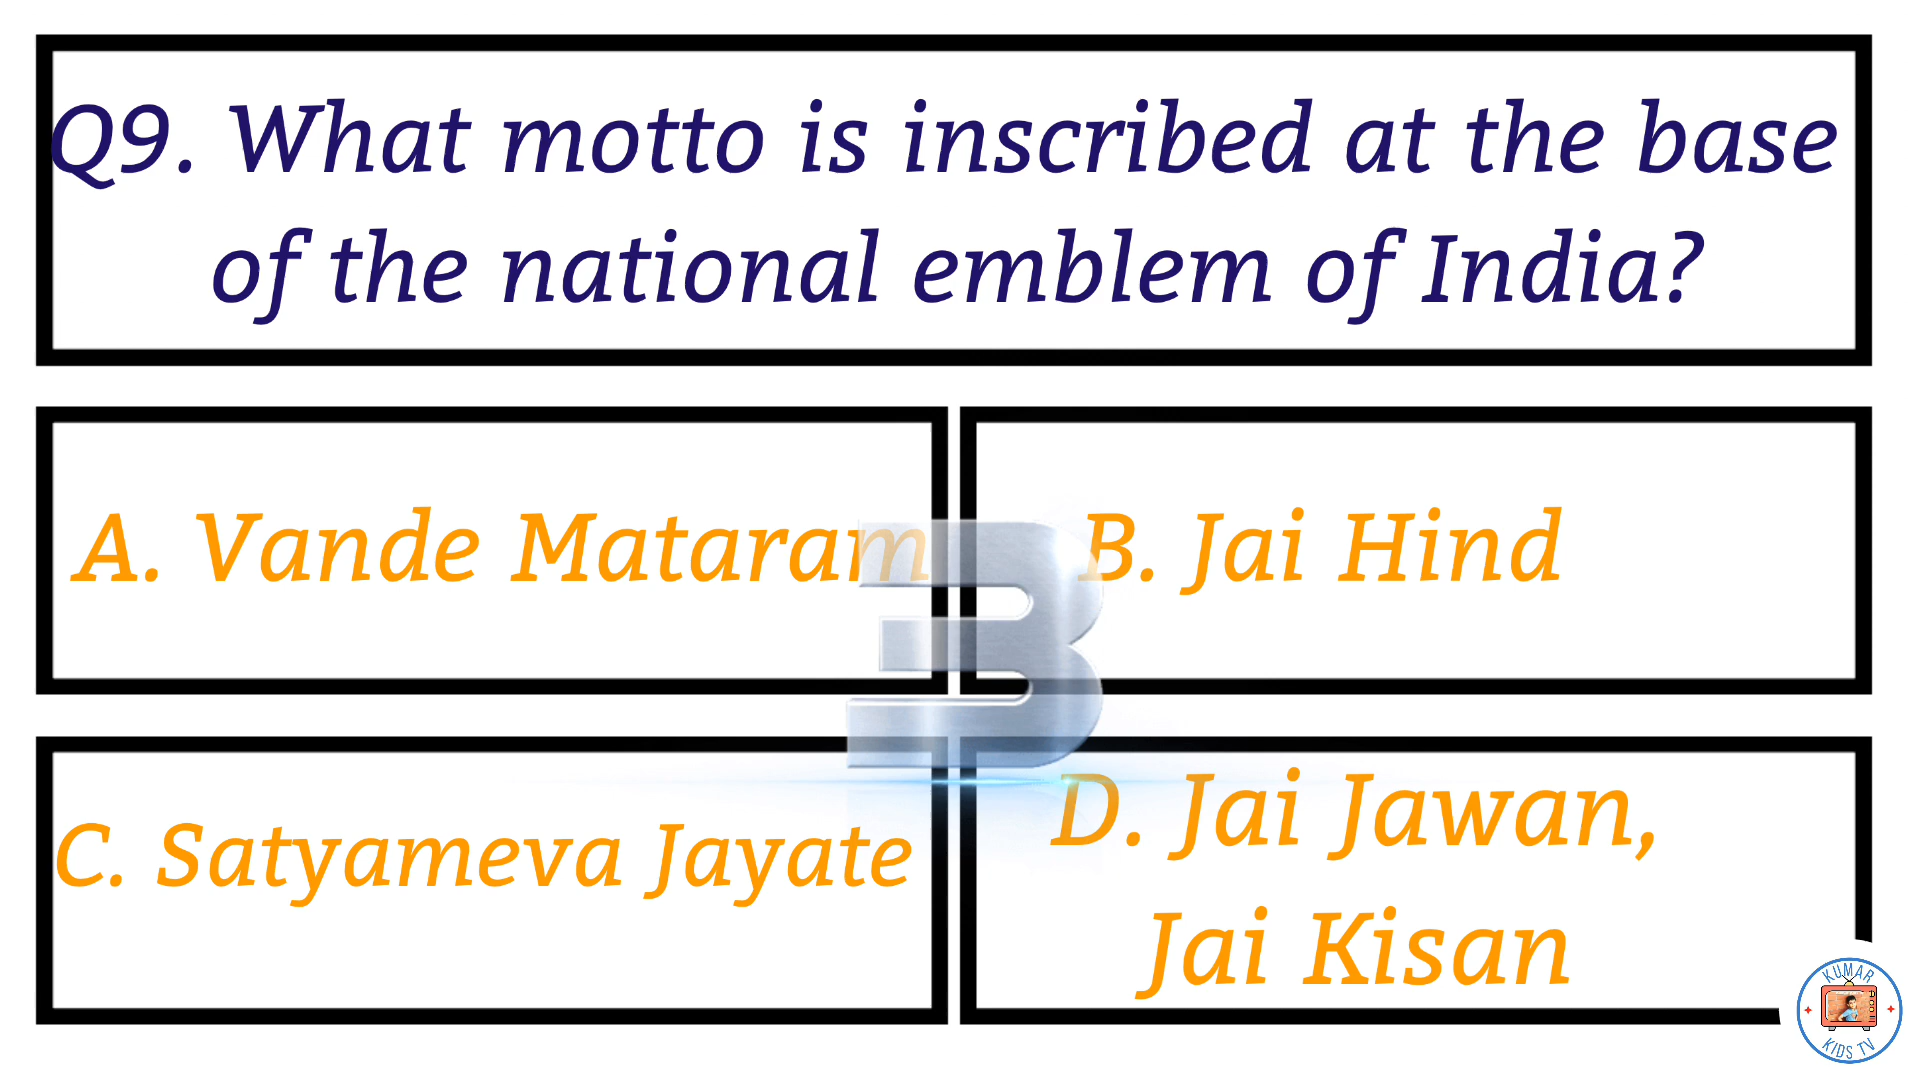 Q9. What motto is inscribed at the base
of the national emblem of India?
A. Vande Mataram
B. Jai Hind
3
C. Satyameva Jayate
D. Jai Jawan,
Jai Kisan
KUMAR
KIDS TV